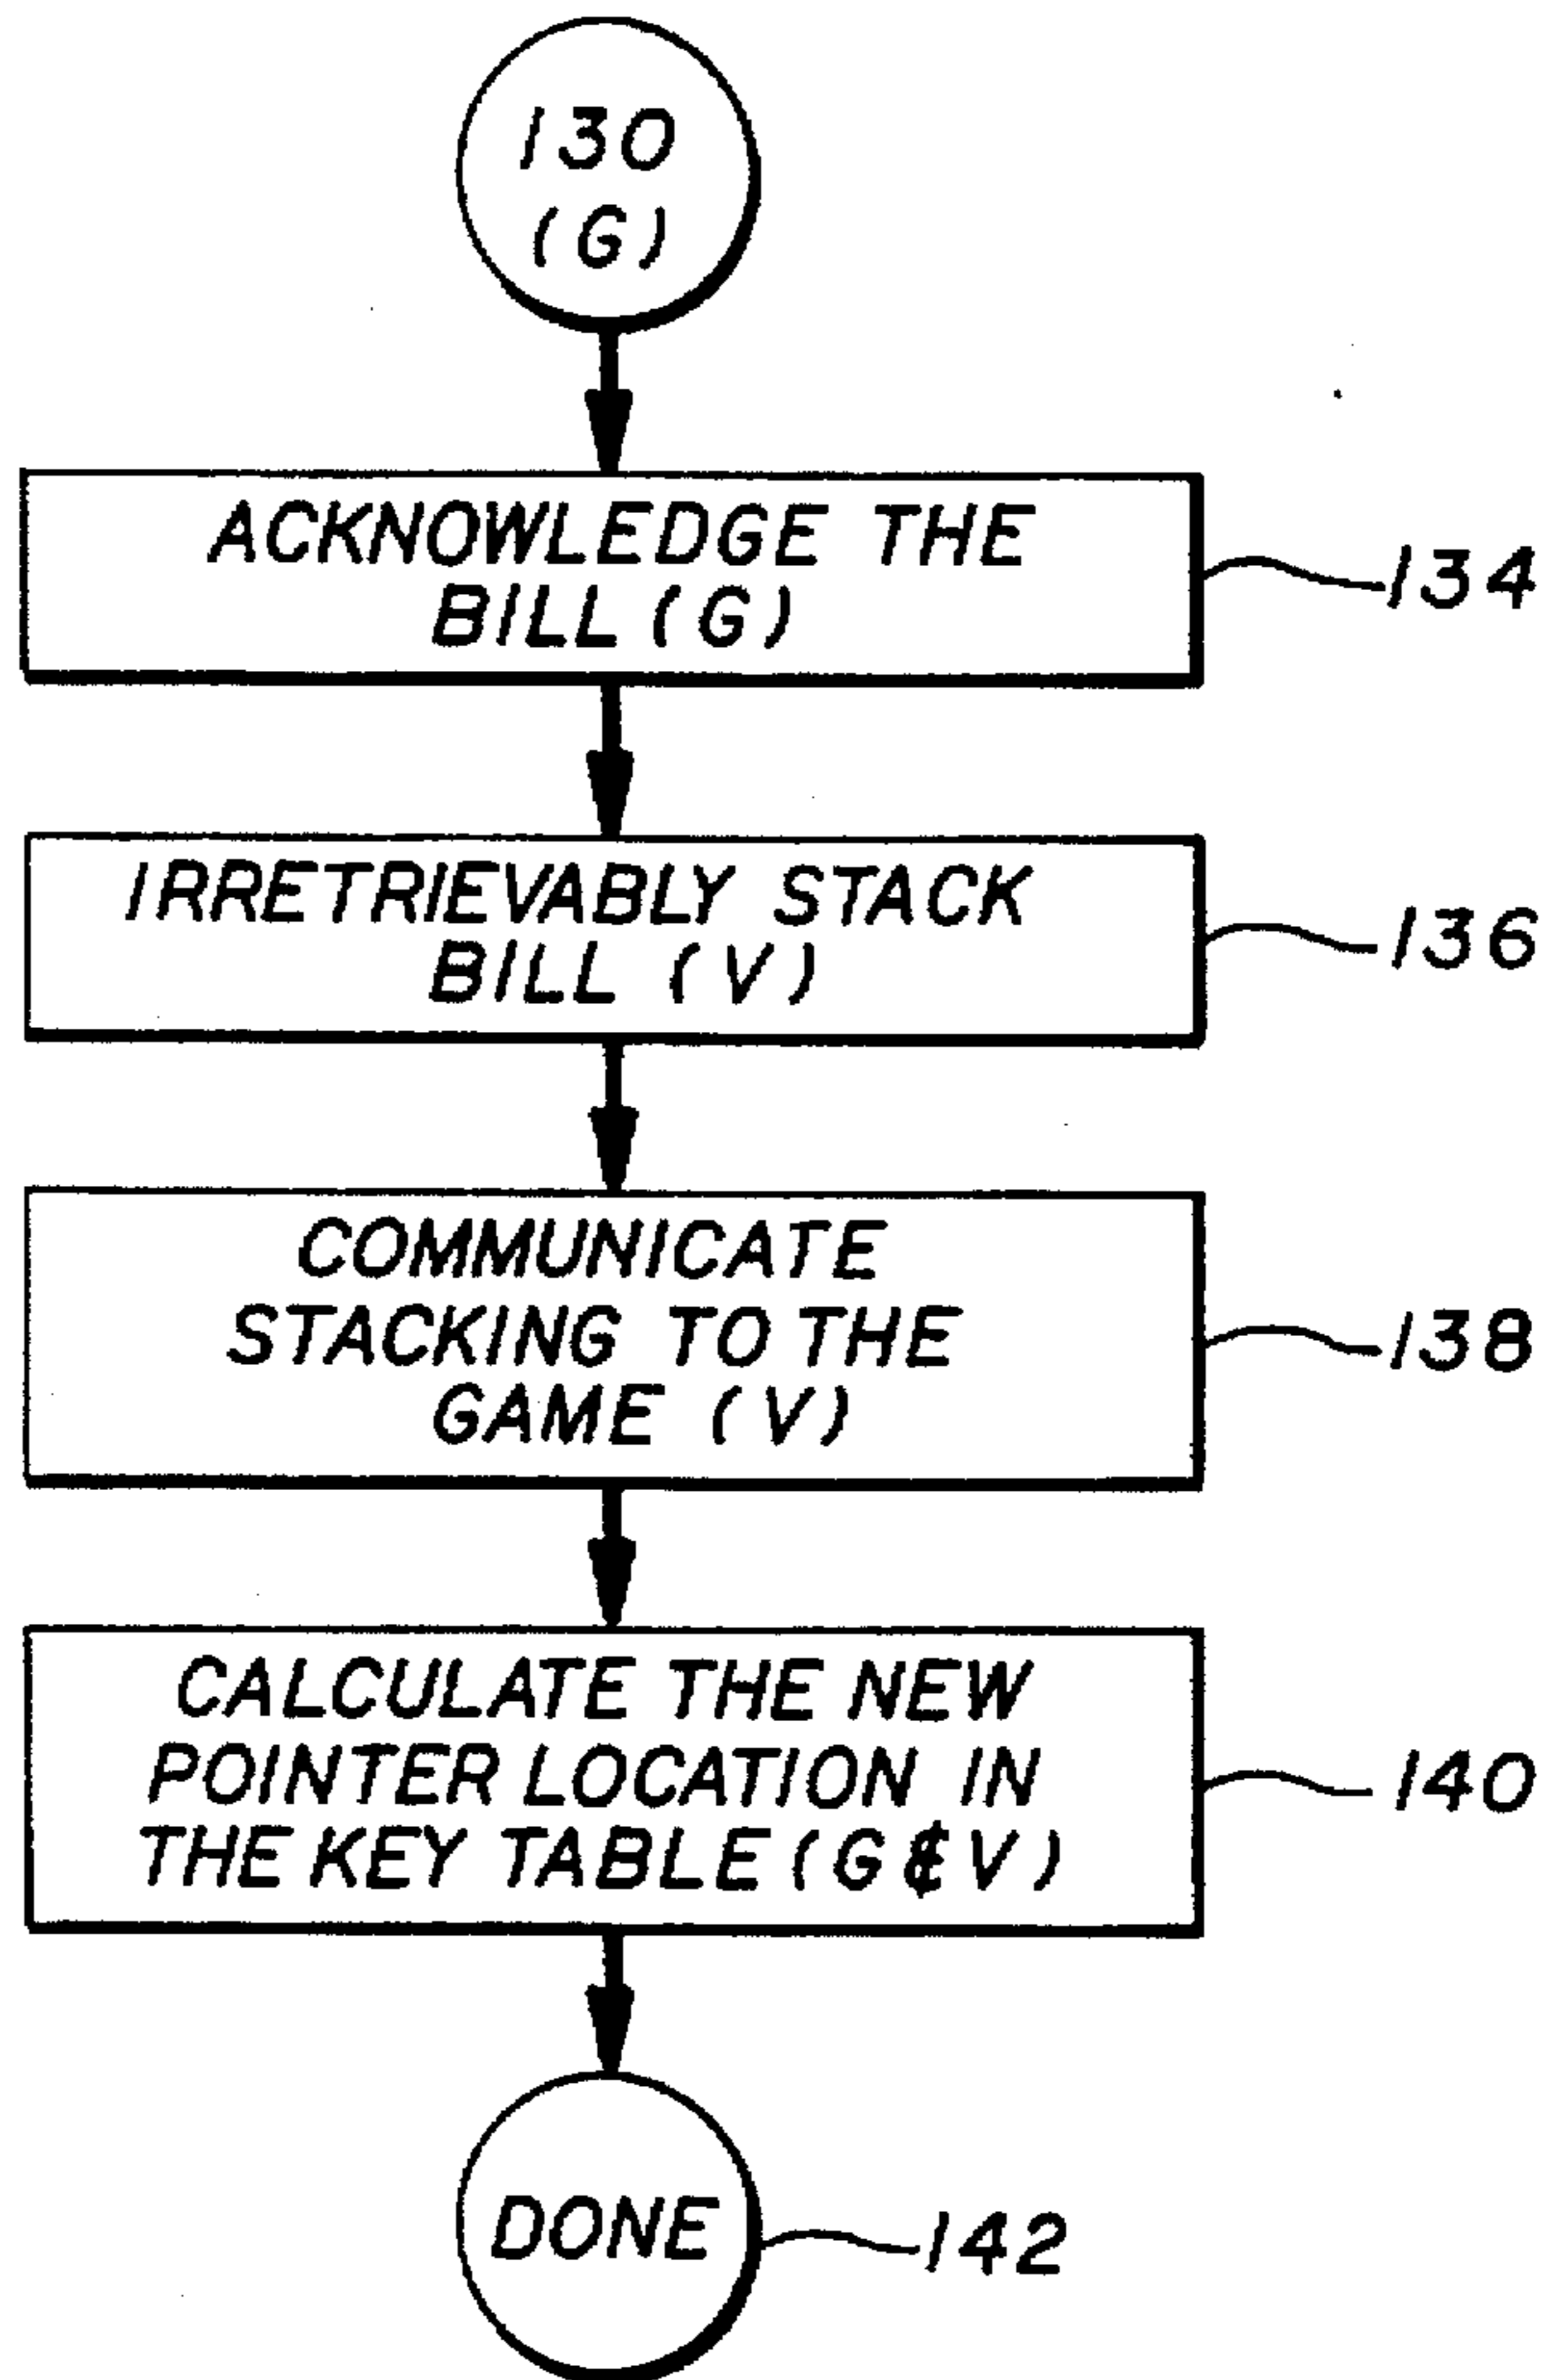 130
(G)
ACKNOWLEDGE THE
BILL (G)
134
IRRETRIEVABLY STACK
BILL (V)
136
COMMUNICATE
STACKING TO THE
GAME (V)
138
CALCULATE THE NEW
POINTER LOCATION IN
THE KEY TABLE (G & V)
140
DONE
142